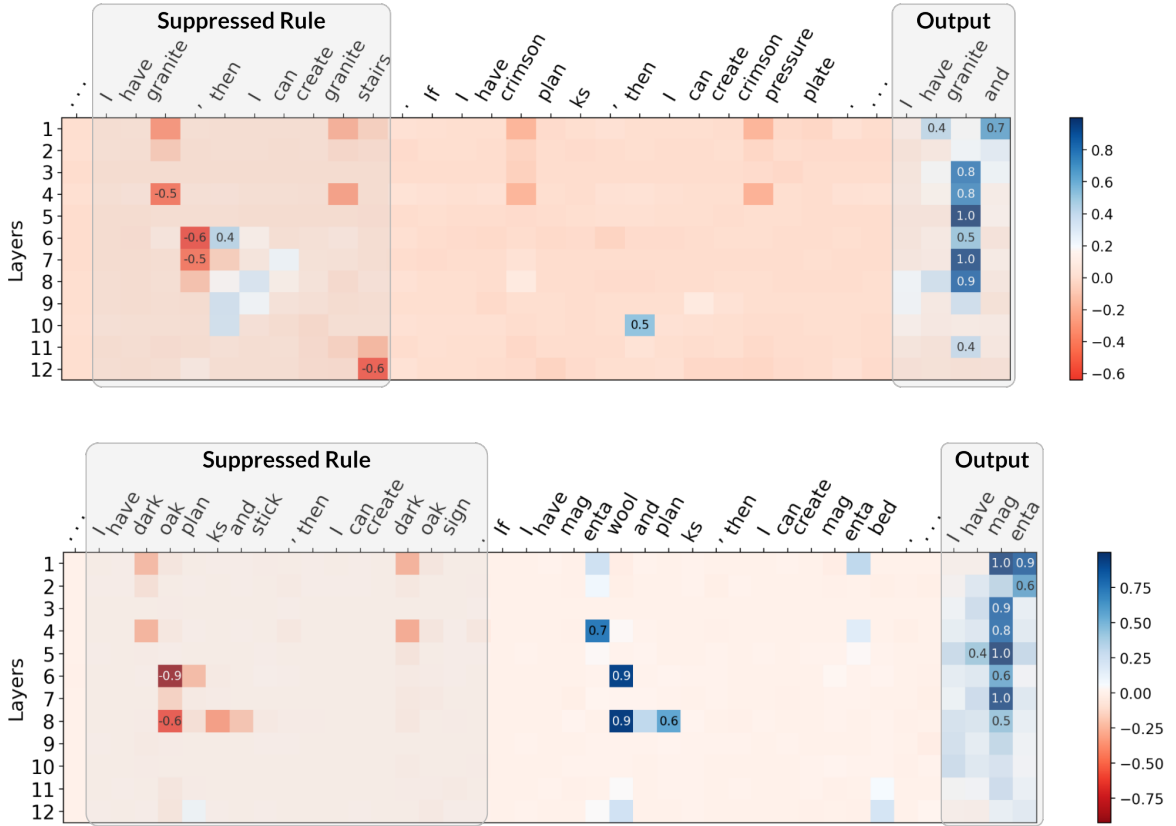 Suppressed Rule Output
... I have granite , then I can create granite stairs . If I have crimson plan ks , then I can create crimson pressure plate . ... I have granite and
1 0.4 0.7
2
3 0.8
4 -0.5 0.8
5 1.0
6 -0.6 0.4 0.5
7 -0.5 1.0
8 0.9
9
10 0.5
11 0.4
12 -0.6
Layers
0.8
0.6
0.4
0.2
0.0
−0.2
−0.4
−0.6
Suppressed Rule Output
... I have dark oak plan ks and stick , then I can create dark oak sign . If I have mag enta wool and plan ks , then I can create mag enta bed . ... I have mag enta
1 1.0 0.9
2 0.6
3 0.9
4 0.7 0.8
5 0.4 1.0
6 -0.9 0.9 0.6
7 1.0
8 -0.6 0.9 0.6 0.5
9
10
11
12
Layers
0.75
0.50
0.25
0.00
−0.25
−0.50
−0.75